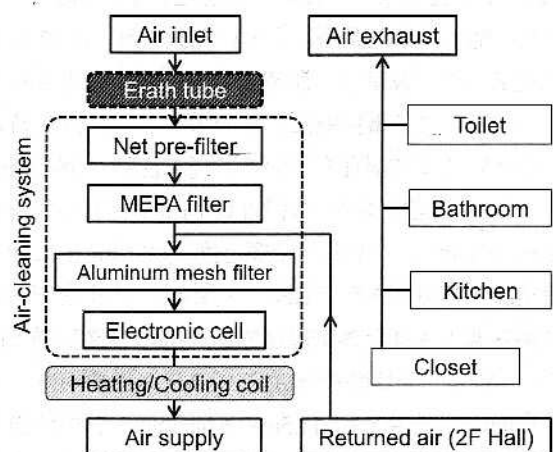 Air inlet
Erath tube
Air-cleaning system
Net pre-filter
MEPA filter
Aluminum mesh filter
Electronic cell
Heating/Cooling coil
Air supply
Air exhaust
Toilet
Bathroom
Kitchen
Closet
Returned air (2F Hall)